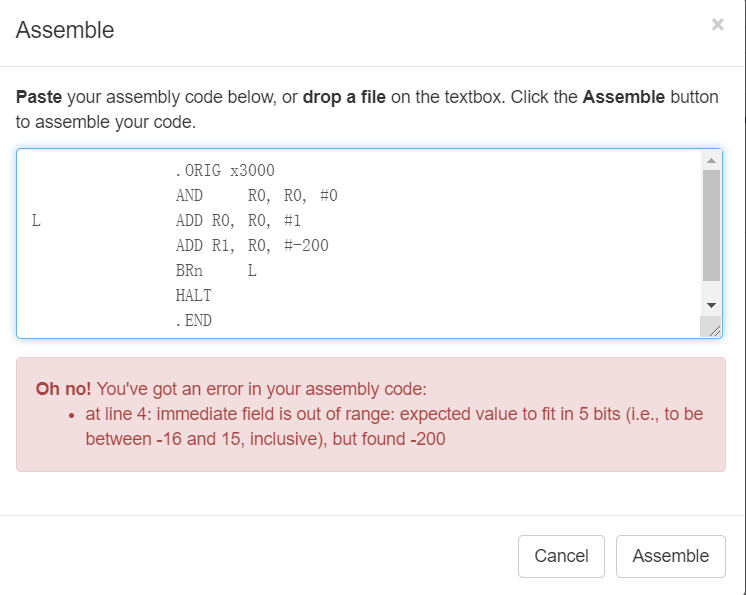 Assemble ×
Paste your assembly code below, or drop a file on the textbox. Click the Assemble button
to assemble your code.
.ORIG x3000
AND R0, R0, #0
L ADD R0, R0, #1
ADD R1, R0, #-200
BRn L
HALT
.END
Oh no! You've got an error in your assembly code:
• at line 4: immediate field is out of range: expected value to fit in 5 bits (i.e., to be
between -16 and 15, inclusive), but found -200
Cancel Assemble